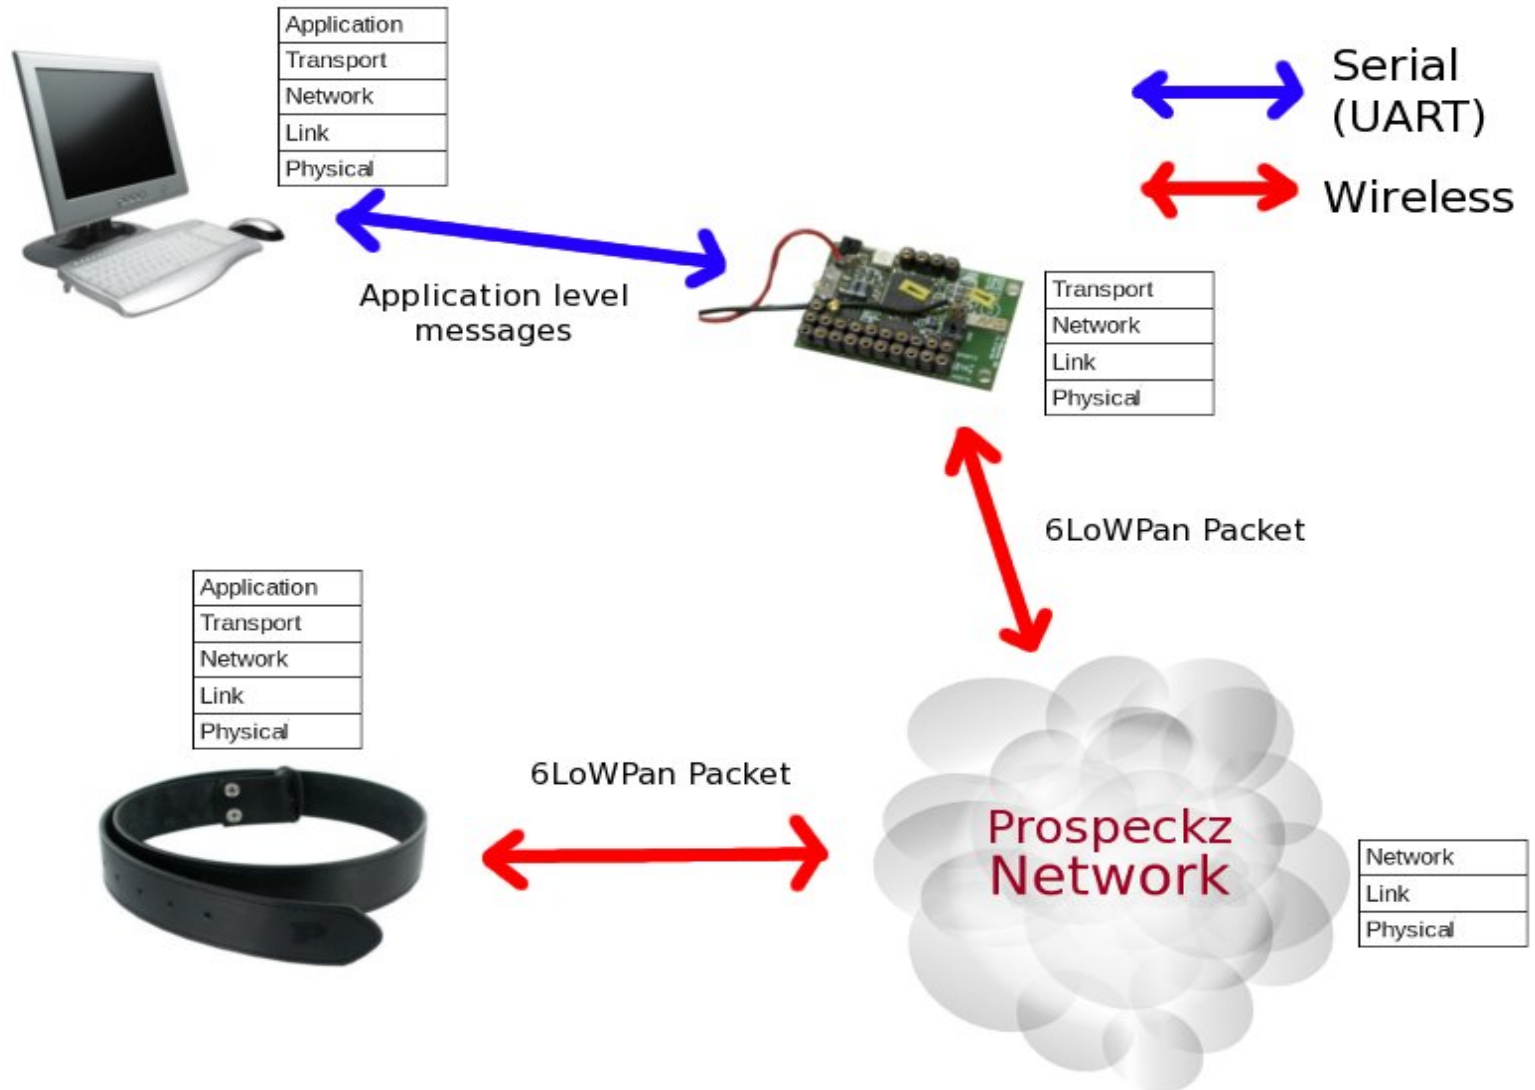 Application
Transport
Network
Link
Physical
Serial
(UART)
Wireless
Application level
messages
Transport
Network
Link
Physical
6LoWPan Packet
Application
Transport
Network
Link
Physical
6LoWPan Packet
Prospeckz
Network
Network
Link
Physical